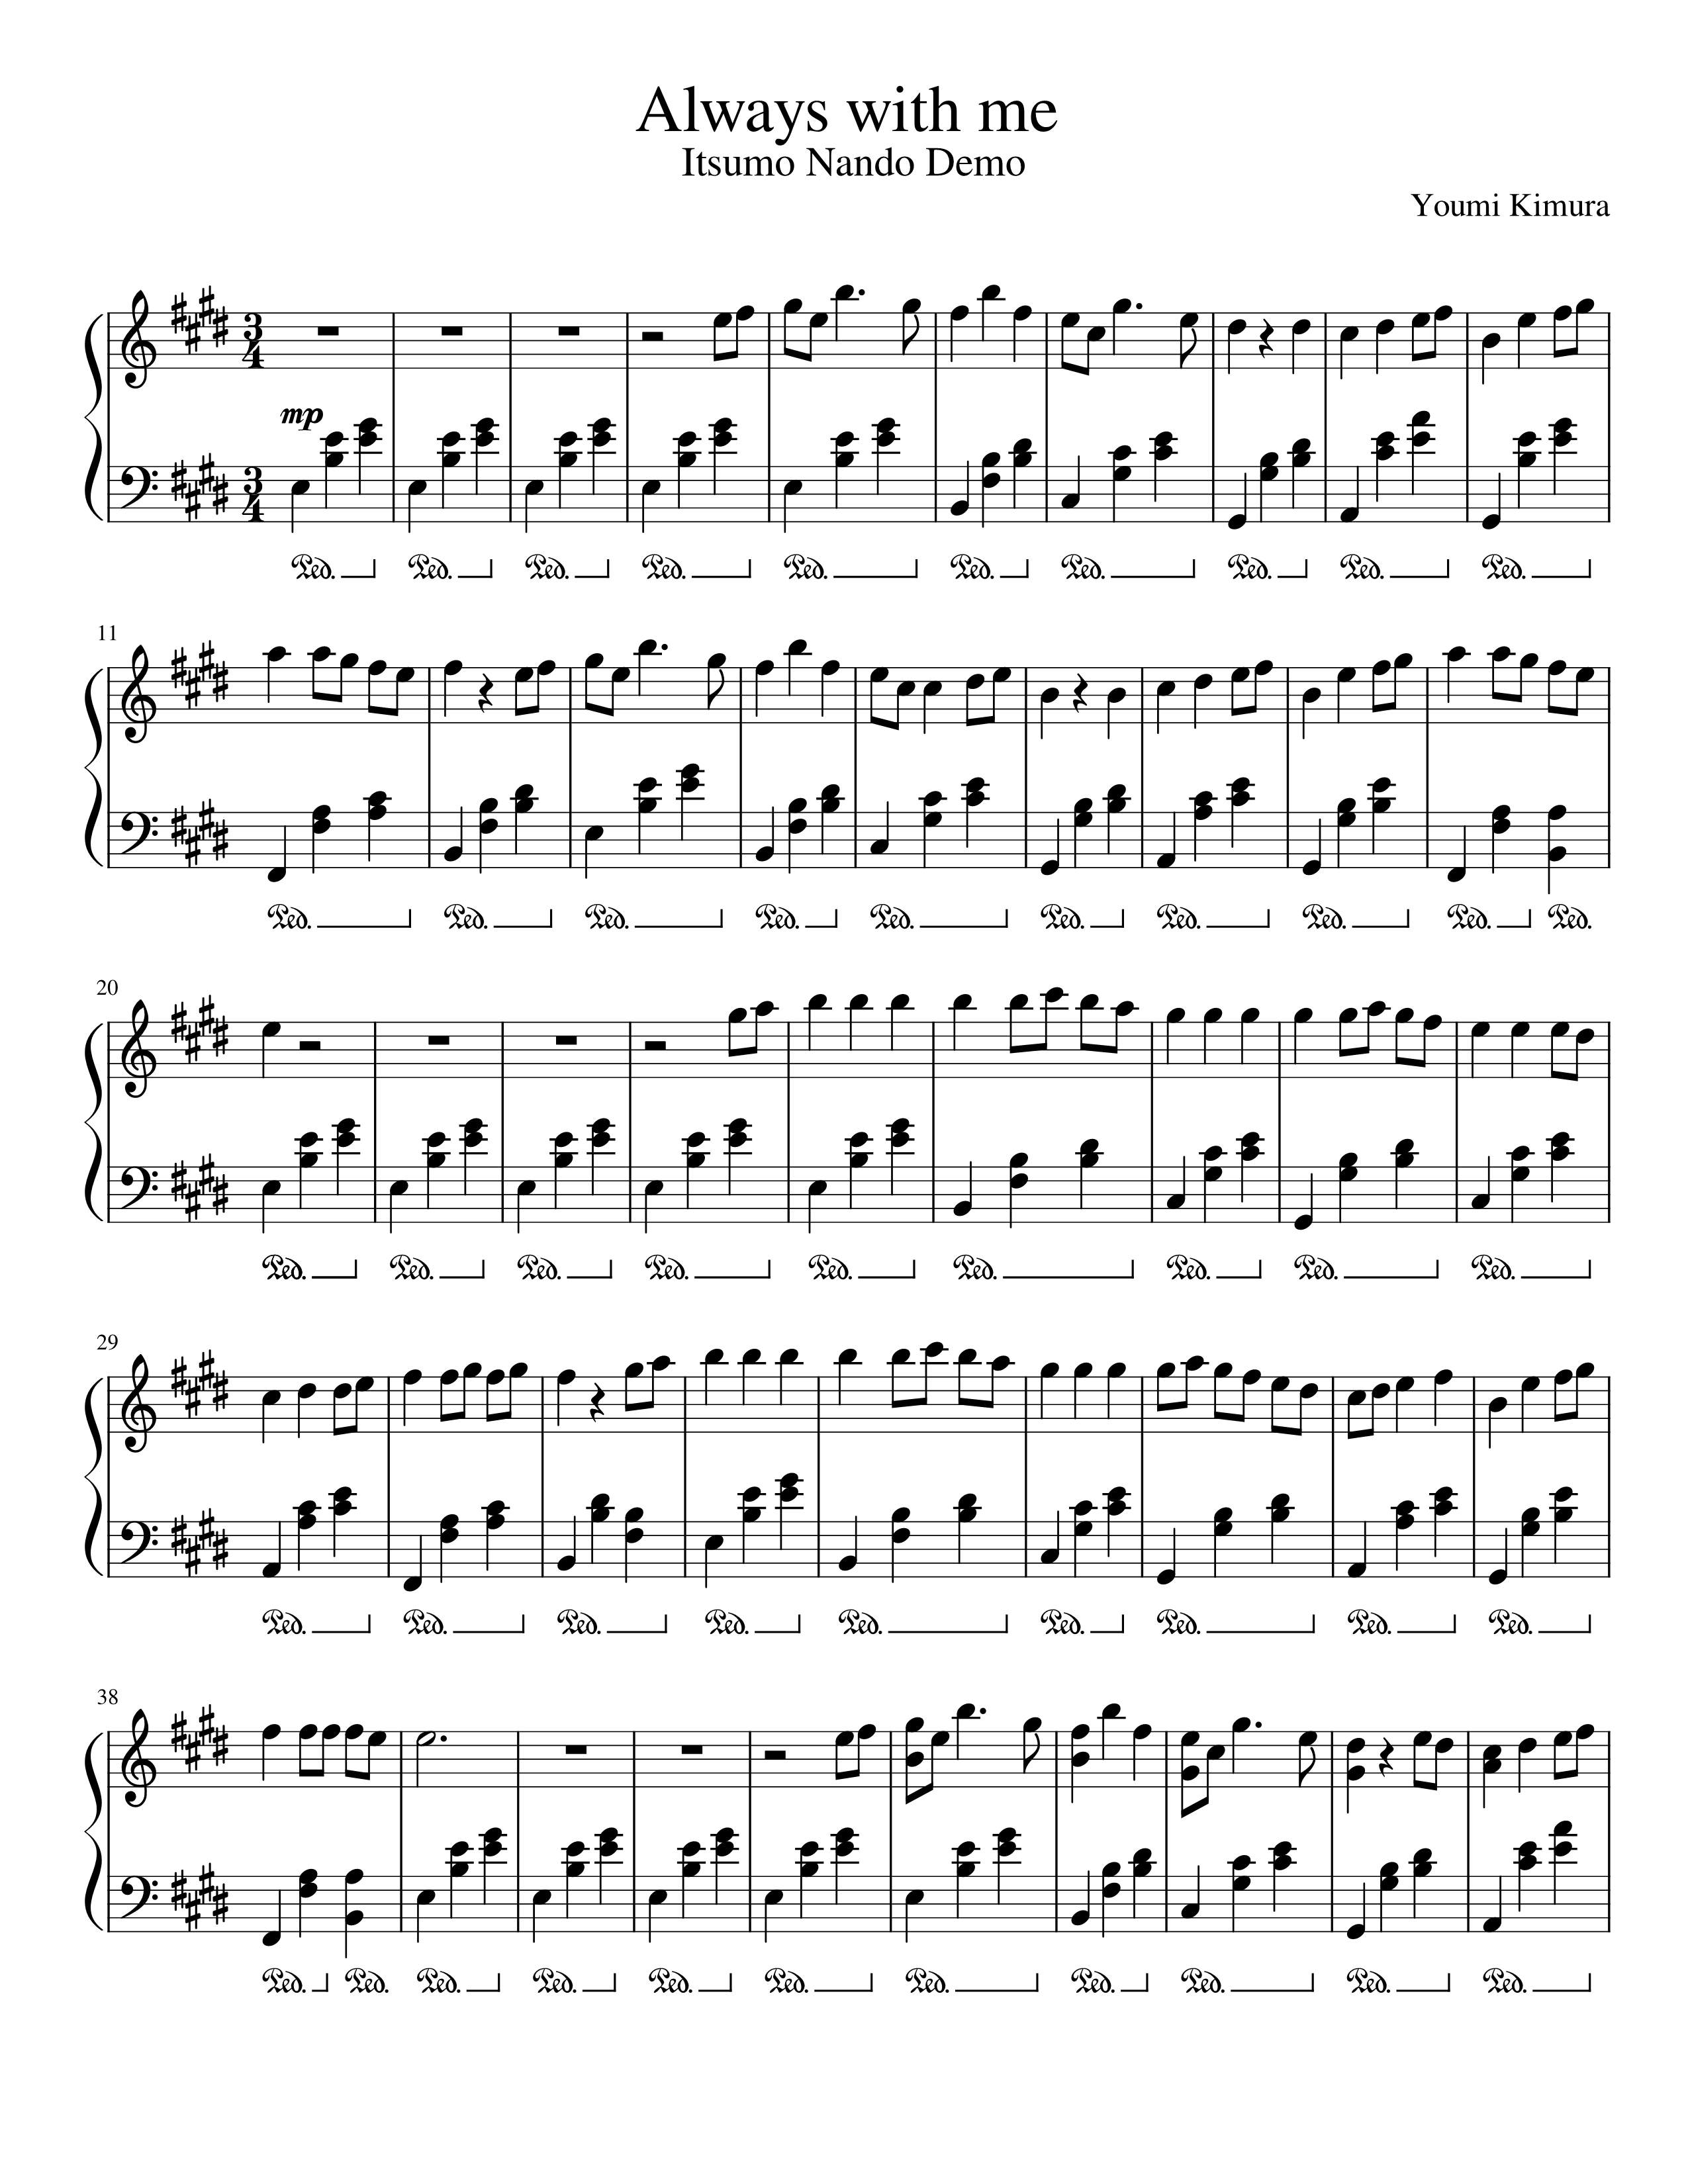 Always with me
Itsumo Nando Demo
Youmi Kimura
3
4
mp
3
4
Ped. Ped. Ped. Ped. Ped. Ped. Ped. Ped. Ped. Ped.
11
Ped. Ped. Ped. Ped. Ped. Ped. Ped. Ped. Ped. Ped.
20
Ped. Ped. Ped. Ped. Ped. Ped. Ped. Ped. Ped.
29
Ped. Ped. Ped. Ped. Ped. Ped. Ped. Ped. Ped.
38
Ped. Ped. Ped. Ped. Ped. Ped. Ped. Ped. Ped. Ped. Ped.